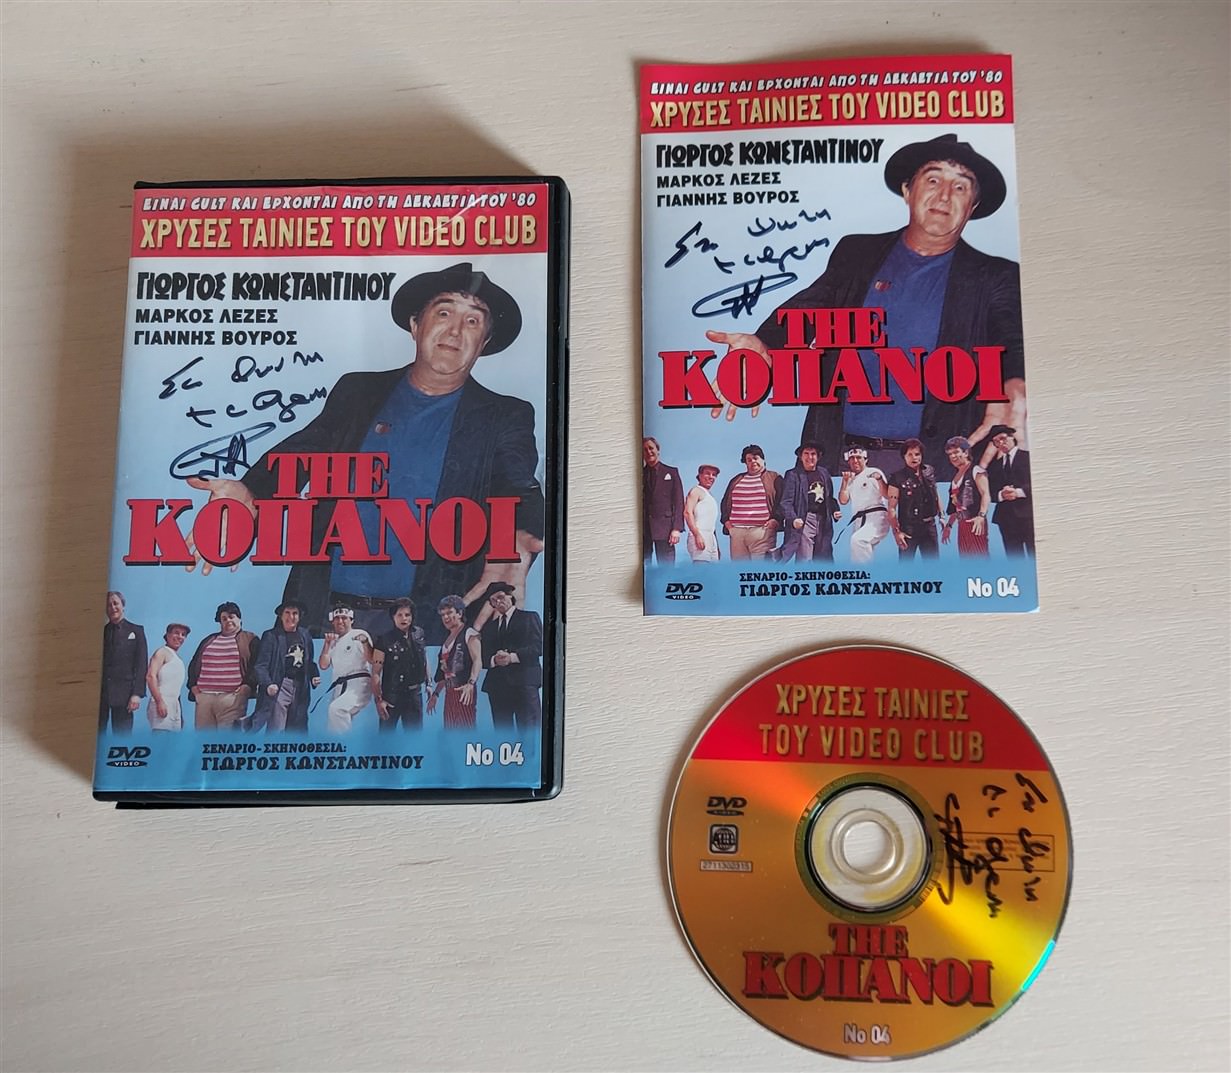 ΕΙΝΑΙ CULT ΚΑΙ ΕΡΧΟΝΤΑΙ ΑΠΟ ΤΗ ΔΕΚΑΕΤΙΑ ΤΟΥ '80
ΧΡΥΣΕΣ ΤΑΙΝΙΕΣ ΤΟΥ VIDEO CLUB
ΓΙΩΡΓΟΣ ΚΩΝΣΤΑΝΤΙΝΟΥ
ΜΑΡΚΟΣ ΛΕΖΕΣ
ΓΙΑΝΝΗΣ ΒΟΥΡΟΣ
THE
ΚΟΠΑΝΟΙ
DVD
VIDEO
ΣΕΝΑΡΙΟ-ΣΚΗΝΟΘΕΣΙΑ:
ΓΙΩΡΓΟΣ ΚΩΝΣΤΑΝΤΙΝΟΥ
No 04
ΕΙΝΑΙ CULT ΚΑΙ ΕΡΧΟΝΤΑΙ ΑΠΟ ΤΗ ΔΕΚΑΕΤΙΑ ΤΟΥ '80
ΧΡΥΣΕΣ ΤΑΙΝΙΕΣ ΤΟΥ VIDEO CLUB
ΓΙΩΡΓΟΣ ΚΩΝΣΤΑΝΤΙΝΟΥ
ΜΑΡΚΟΣ ΛΕΖΕΣ
ΓΙΑΝΝΗΣ ΒΟΥΡΟΣ
THE
ΚΟΠΑΝΟΙ
DVD
VIDEO
ΣΕΝΑΡΙΟ-ΣΚΗΝΟΘΕΣΙΑ:
ΓΙΩΡΓΟΣ ΚΩΝΣΤΑΝΤΙΝΟΥ
No 04
ΧΡΥΣΕΣ ΤΑΙΝΙΕΣ
ΤΟΥ VIDEO CLUB
DVD
VIDEO
THE
ΚΟΠΑΝΟΙ
No 04